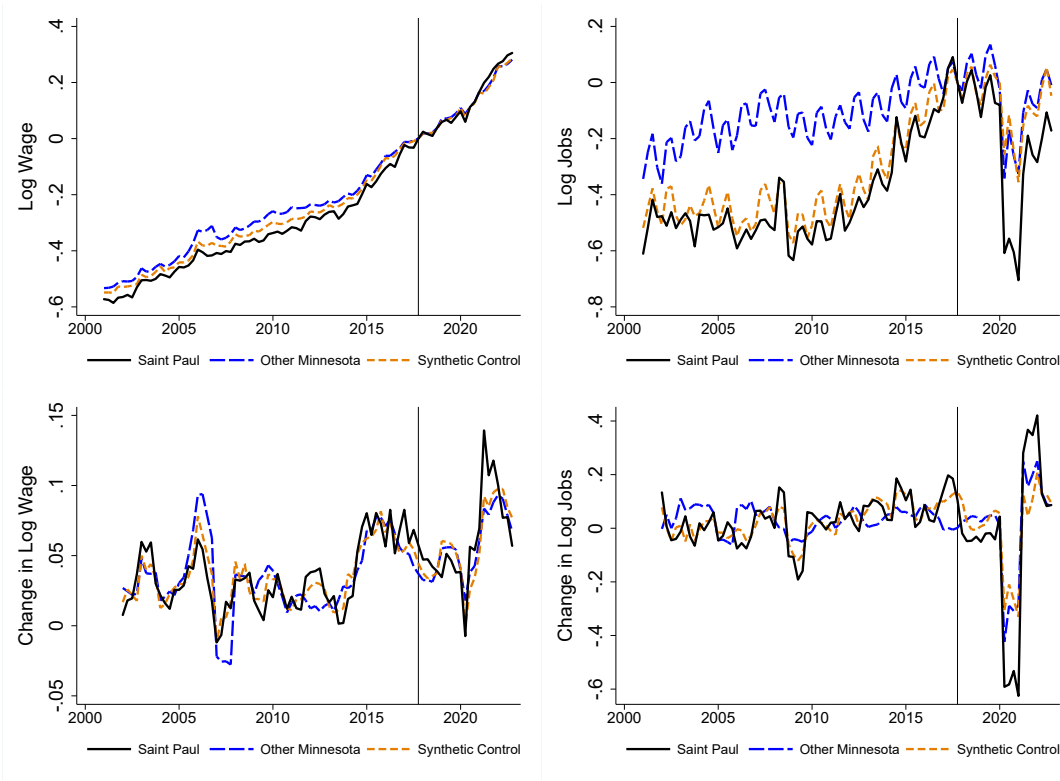 .4
.2
0
-.2
-.4
-.6
Log Wage
2000 2005 2010 2015 2020
Saint Paul Other Minnesota Synthetic Control
.2
0
-.2
-.4
-.6
-.8
Log Jobs
2000 2005 2010 2015 2020
Saint Paul Other Minnesota Synthetic Control
.15
.1
.05
0
-.05
Change in Log Wage
2000 2005 2010 2015 2020
Saint Paul Other Minnesota Synthetic Control
.4
.2
0
-.2
-.4
-.6
Change in Log Jobs
2000 2005 2010 2015 2020
Saint Paul Other Minnesota Synthetic Control